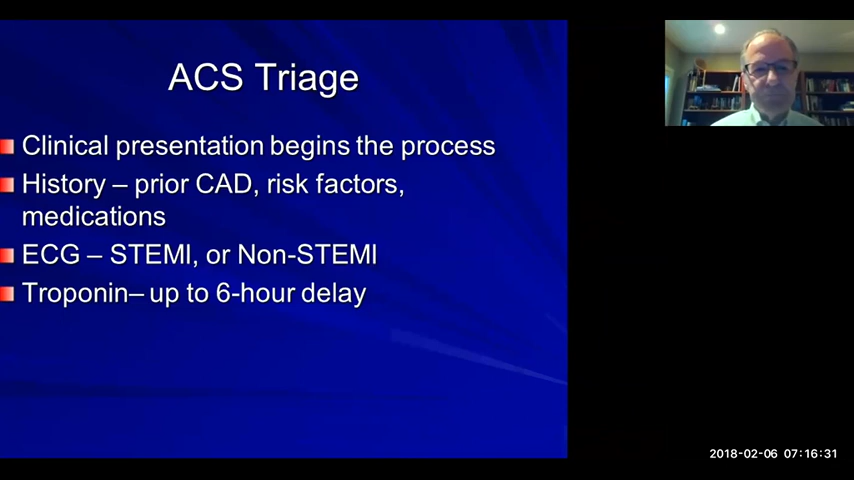 ACS Triage
Clinical presentation begins the process
History – prior CAD, risk factors,
medications
ECG – STEMI, or Non-STEMI
Troponin– up to 6-hour delay
2018-02-06 07:16:31